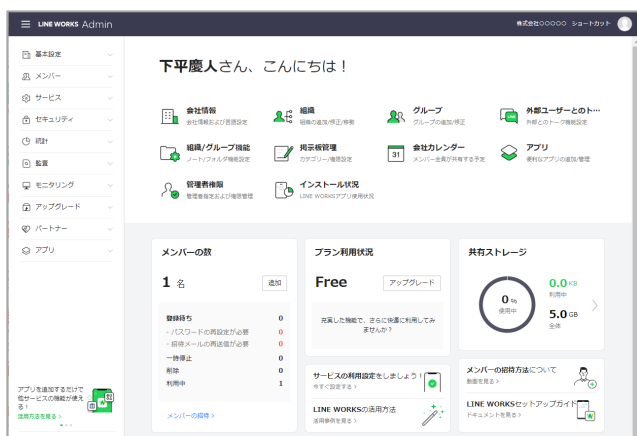 LINE WORKS Admin
株式会社○○○○○ ショートカット
基本設定
メンバー
サービス
セキュリティ
統計
監査
モニタリング
アップグレード
パートナー
アプリ
アプリを追加するだけで
他サービスの機能が使え
る！
活用方法を見る >
下平慶人さん、こんにちは！
会社情報
会社情報および言語設定
組織
組織の追加/修正/移動
グループ
グループの追加/修正
外部ユーザーとのト…
外部とのトーク機能設定
組織/グループ機能
ノート/フォルダ機能設定
掲示板管理
カテゴリー/権限設定
31
会社カレンダー
メンバー全員が共有する予定
アプリ
便利なアプリの追加/管理
管理者権限
管理者指定および権限管理
インストール状況
LINE WORKSアプリ使用状況
メンバーの数
1 名
追加
登録待ち 0
- パスワードの再設定が必要 0
- 招待メールの再送信が必要 0
一時停止 0
削除 0
利用中 1
メンバーの招待 >
プラン利用状況
Free
アップグレード
充実した機能で、さらに快適に利用してみ
ませんか？
サービスの利用設定をしましょう！
今すぐ設定する >
LINE WORKSの活用方法
活用事例を見る >
共有ストレージ
0 %
使用中
0.0 KB
利用中
5.0 GB
全体
メンバーの招待方法について
動画を見る >
LINE WORKSセットアップガイド
ドキュメントを見る >